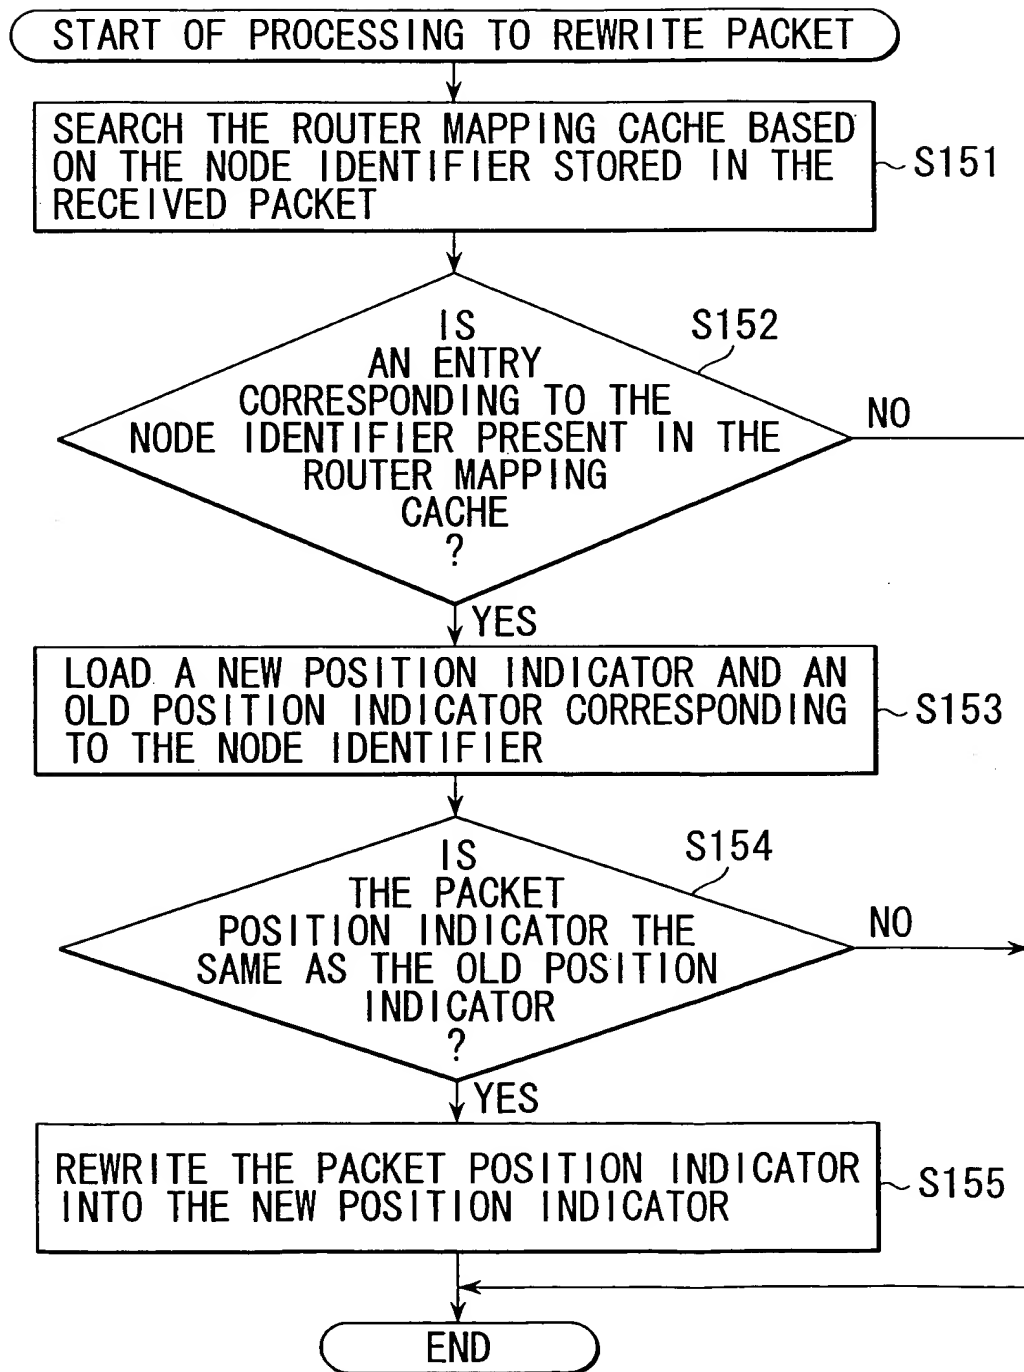 START OF PROCESSING TO REWRITE PACKET
SEARCH THE ROUTER MAPPING CACHE BASED
ON THE NODE IDENTIFIER STORED IN THE
RECEIVED PACKET
S151
IS
AN ENTRY
CORRESPONDING TO THE
NODE IDENTIFIER PRESENT IN THE
ROUTER MAPPING
CACHE
?
S152
NO
YES
LOAD A NEW POSITION INDICATOR AND AN
OLD POSITION INDICATOR CORRESPONDING
TO THE NODE IDENTIFIER
S153
IS
THE PACKET
POSITION INDICATOR THE
SAME AS THE OLD POSITION
INDICATOR
?
S154
NO
YES
REWRITE THE PACKET POSITION INDICATOR
INTO THE NEW POSITION INDICATOR
S155
END